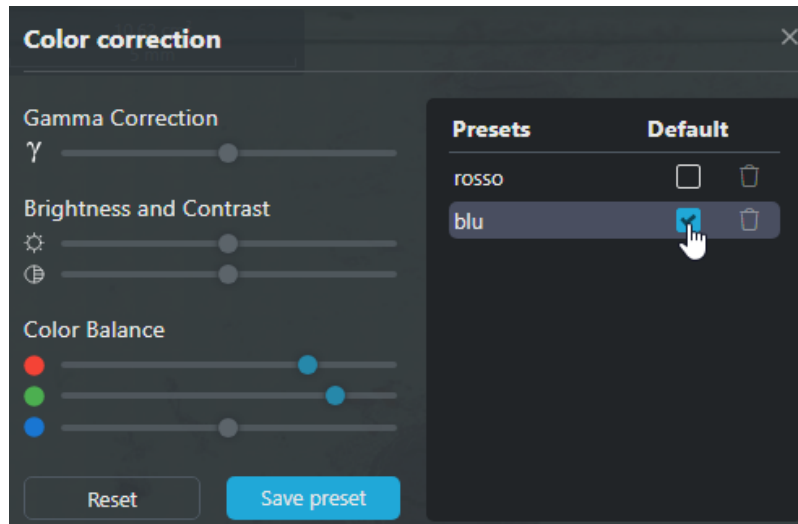 Color correction
Gamma Correction
γ
Brightness and Contrast
Color Balance
Reset
Save preset
Presets
Default
rosso
blu